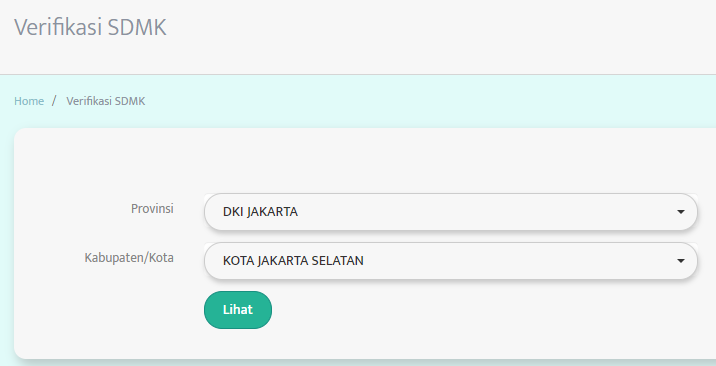 Verifikasi SDMK
Home / Verifikasi SDMK
Provinsi
DKI JAKARTA
Kabupaten/Kota
KOTA JAKARTA SELATAN
Lihat